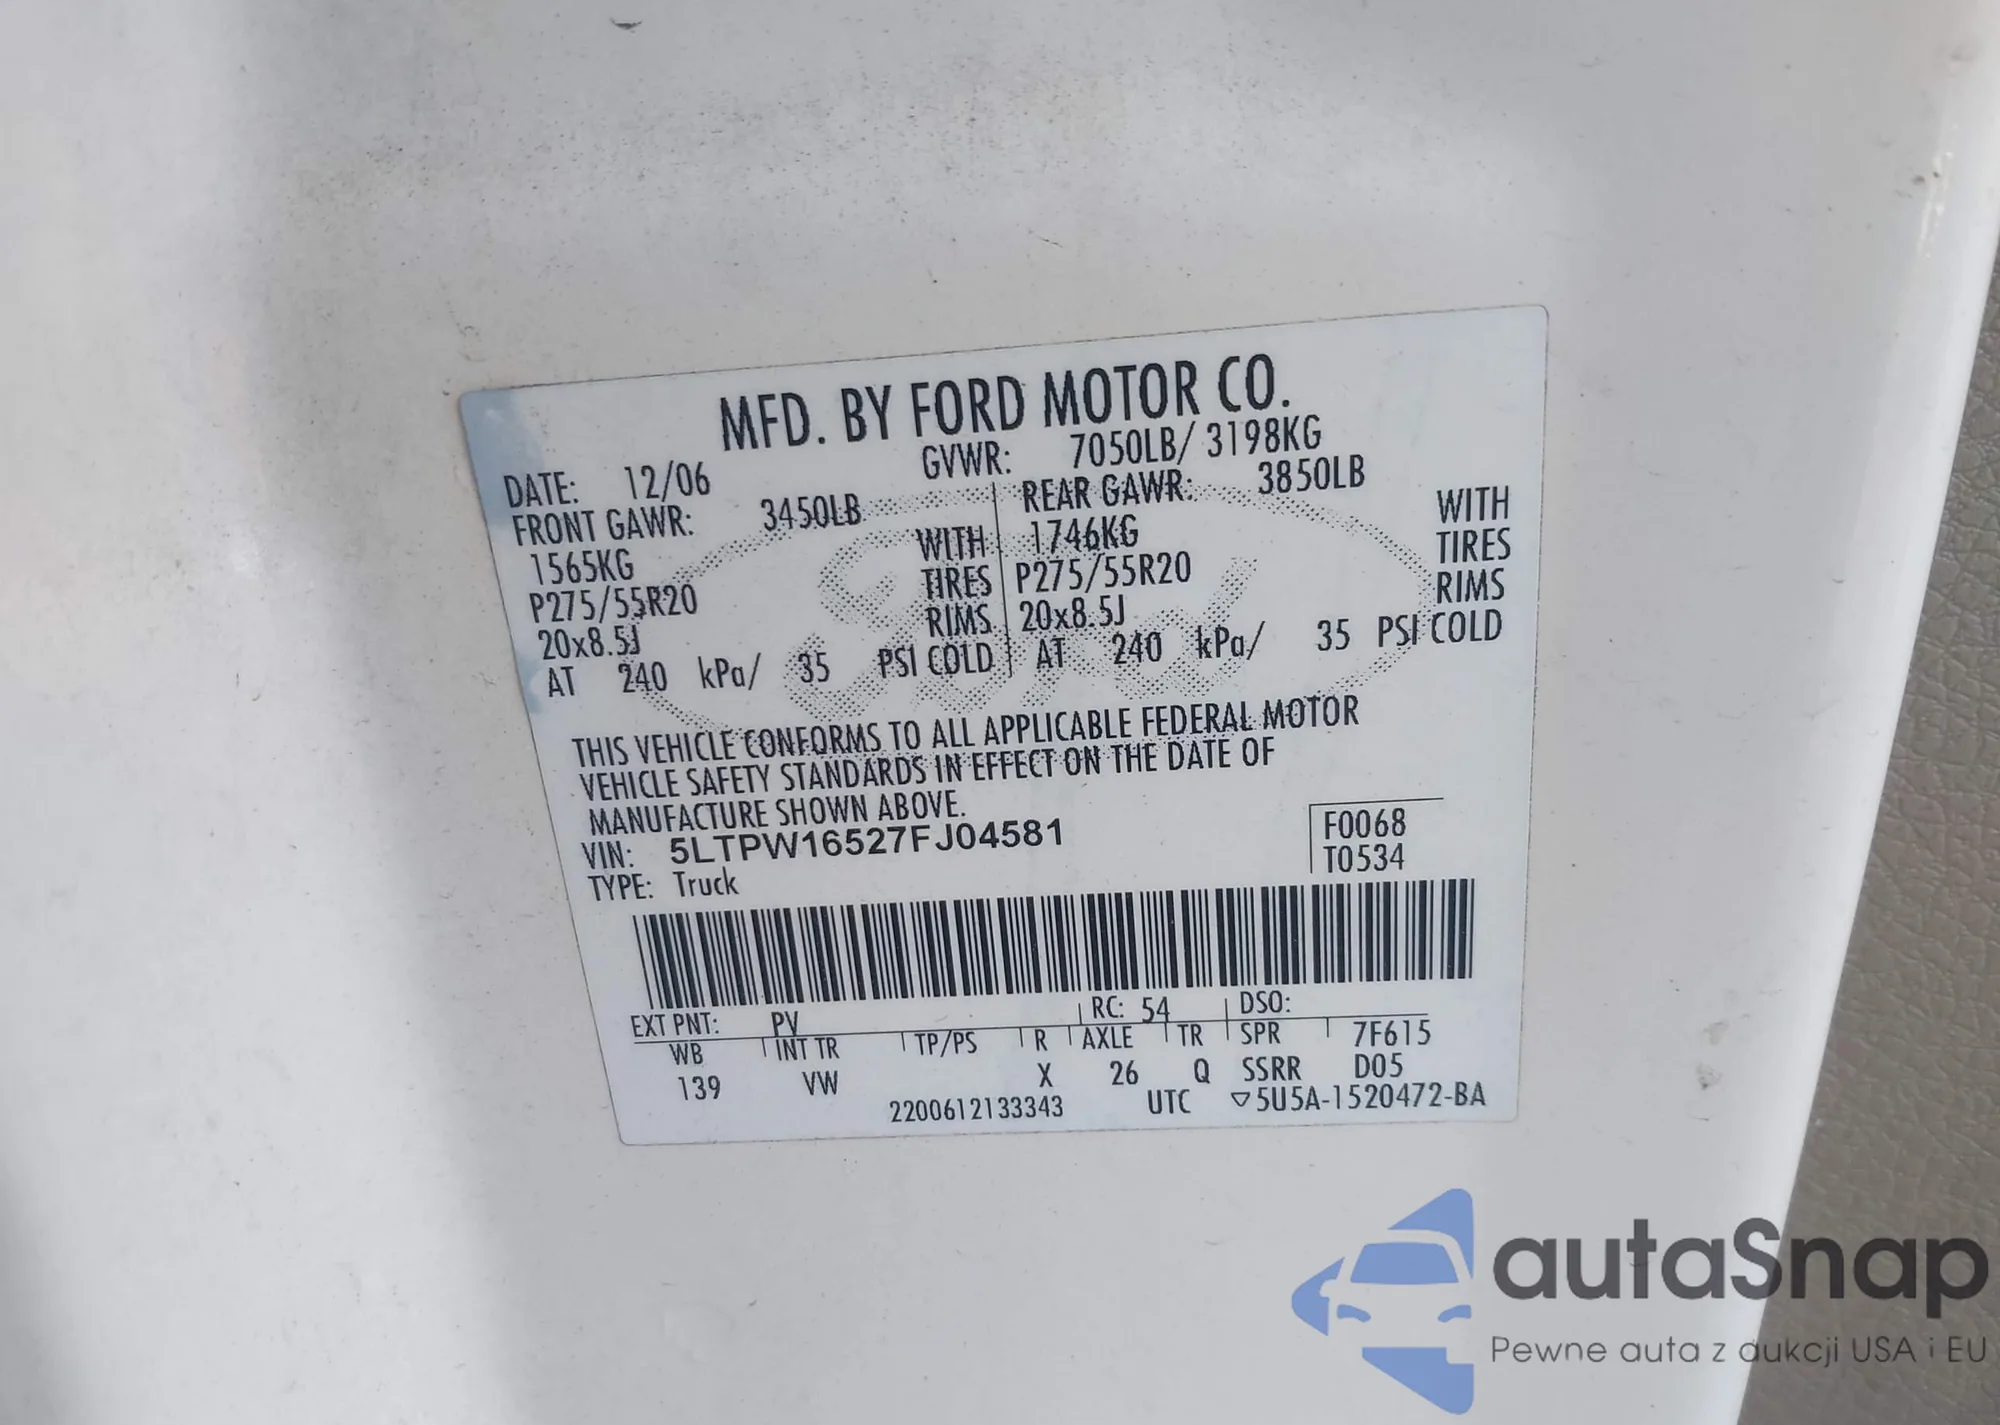 MFD. BY FORD MOTOR CO.
DATE: 12/06 GVWR: 7050LB/ 3198KG
FRONT GAWR: 3450LB REAR GAWR: 3850LB
1565KG WITH 1746KG WITH
P275/55R20 TIRES P275/55R20 TIRES
20x8.5J RIMS 20x8.5J RIMS
AT 240 kPa/ 35 PSI COLD AT 240 kPa/ 35 PSI COLD
THIS VEHICLE CONFORMS TO ALL APPLICABLE FEDERAL MOTOR
VEHICLE SAFETY STANDARDS IN EFFECT ON THE DATE OF
MANUFACTURE SHOWN ABOVE.
VIN: 5LTPW16527FJ04581 F0068
TYPE: Truck T0534
EXT PNT: PV RC: 54 DSO:
WB INT TR TP/PS R AXLE TR SPR 7F615
139 VW X 26 Q SSRR D05
2200612133343 UTC ▽5U5A-1520472-BA
autaSnap
Pewne auta z aukcji USA i EU